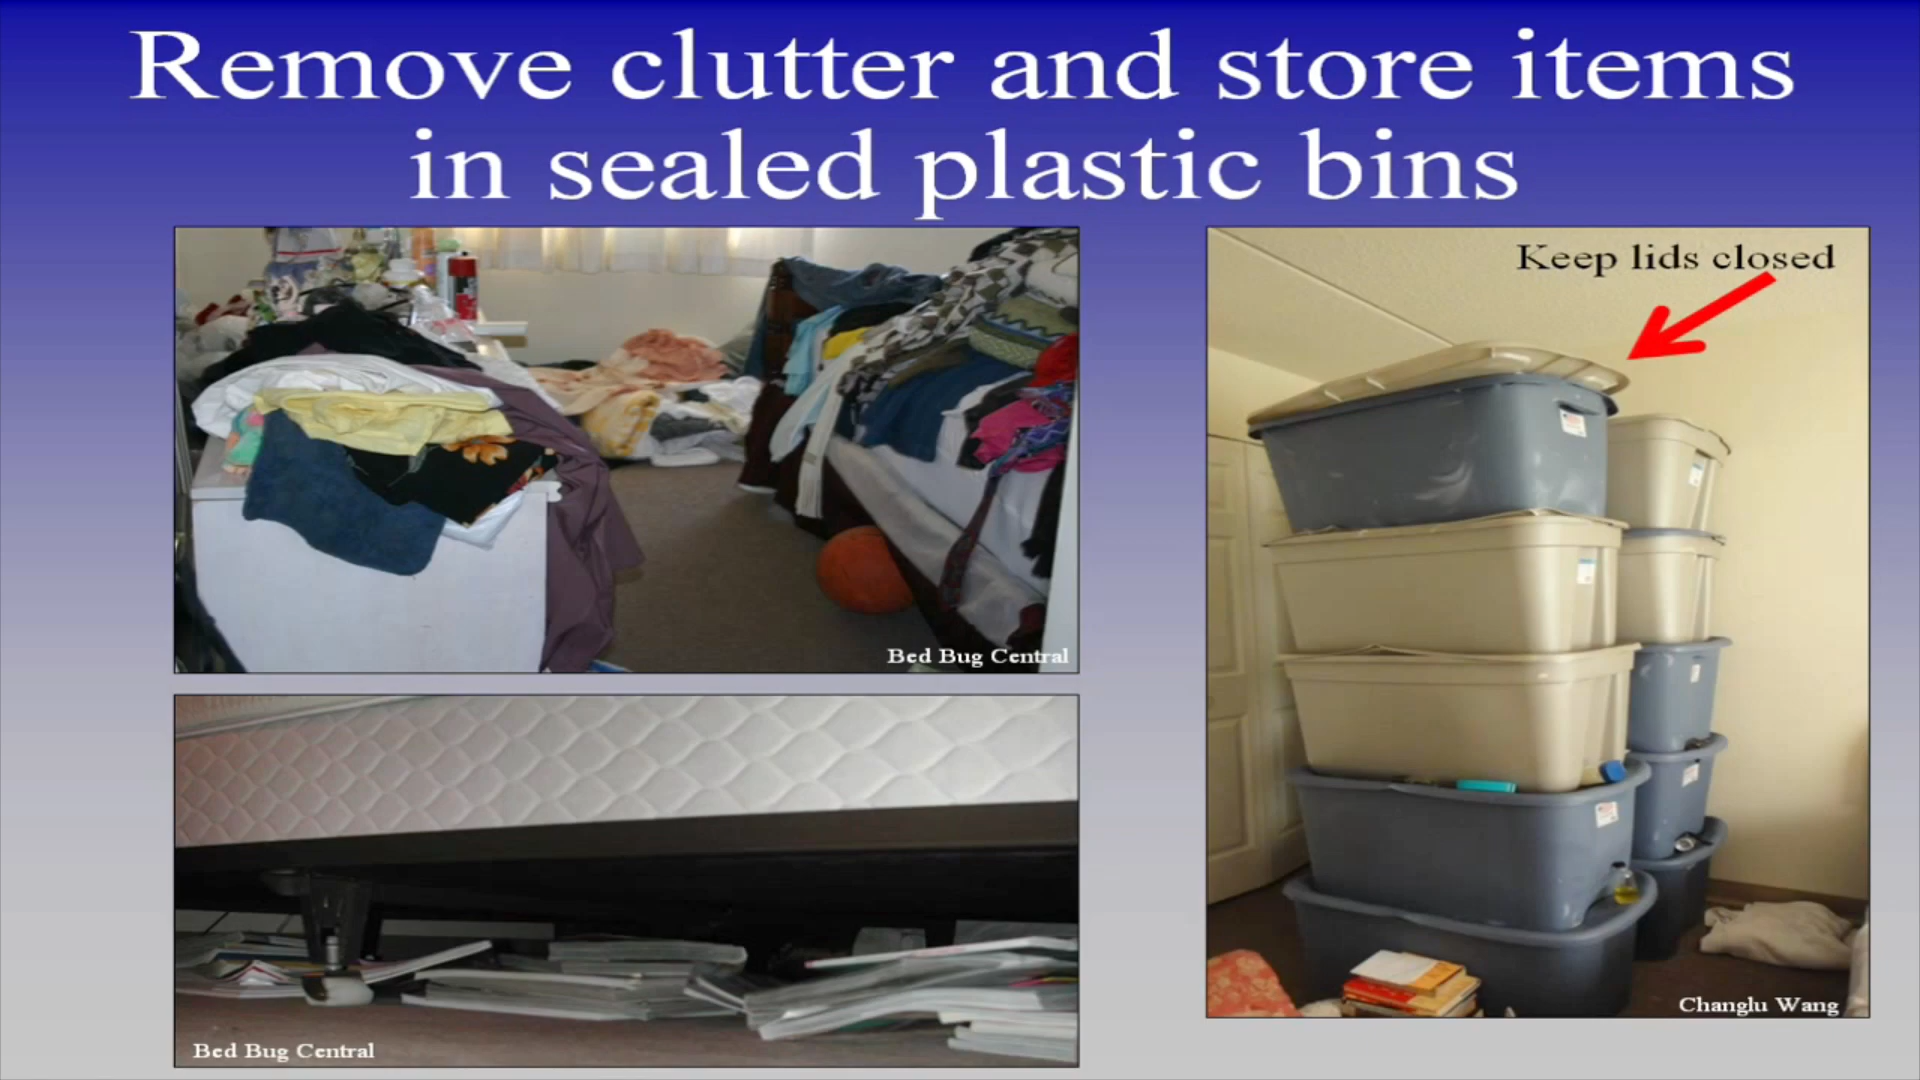 Remove clutter and store items
in sealed plastic bins
Keep lids closed
Bed Bug Central
Bed Bug Central
Changlu Wang